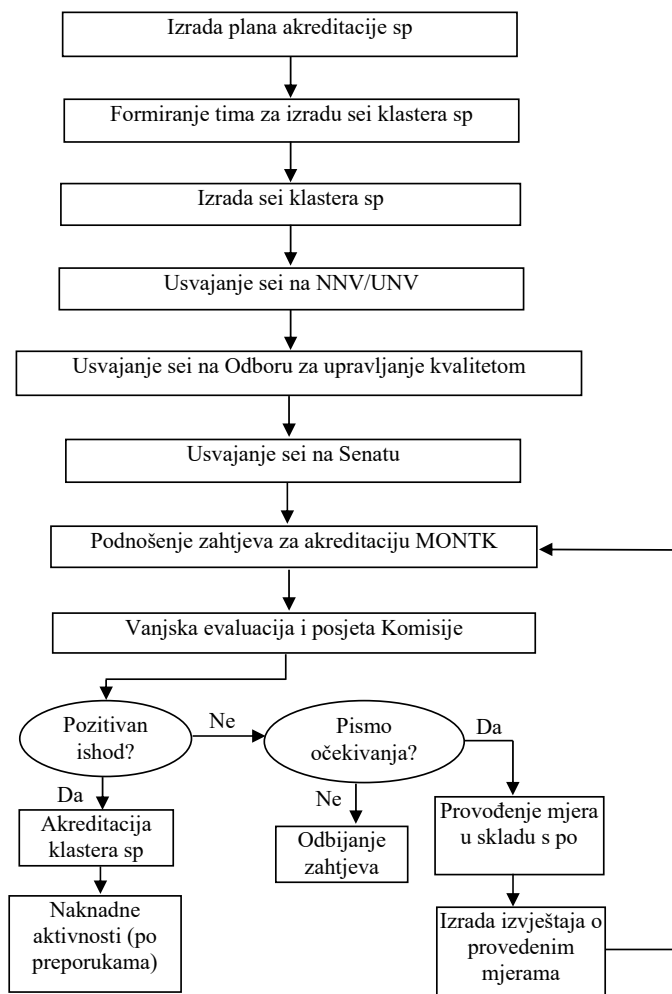 Izrada plana akreditacije sp
Formiranje tima za izradu sei klastera sp
Izrada sei klastera sp
Usvajanje sei na NNV/UNV
Usvajanje sei na Odboru za upravljanje kvalitetom
Usvajanje sei na Senatu
Podnošenje zahtjeva za akreditaciju MONTK
Vanjska evaluacija i posjeta Komisije
Pozitivan
ishod?
Ne
Pismo
očekivanja?
Da
Da
Ne
Akreditacija
klastera sp
Odbijanje
zahtjeva
Provođenje mjera
u skladu s po
Naknadne
aktivnosti (po
preporukama)
Izrada izvještaja o
provedenim
mjerama